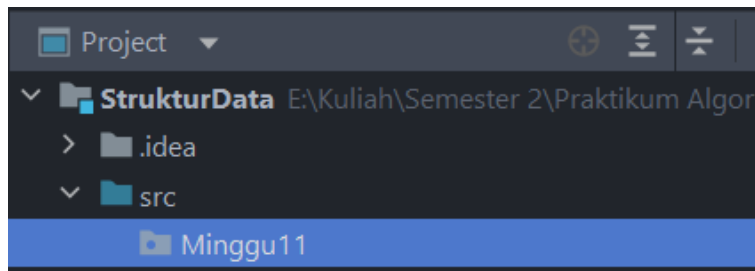 Project
StrukturData E:\Kuliah\Semester 2\Praktikum Algor
.idea
src
Minggu11